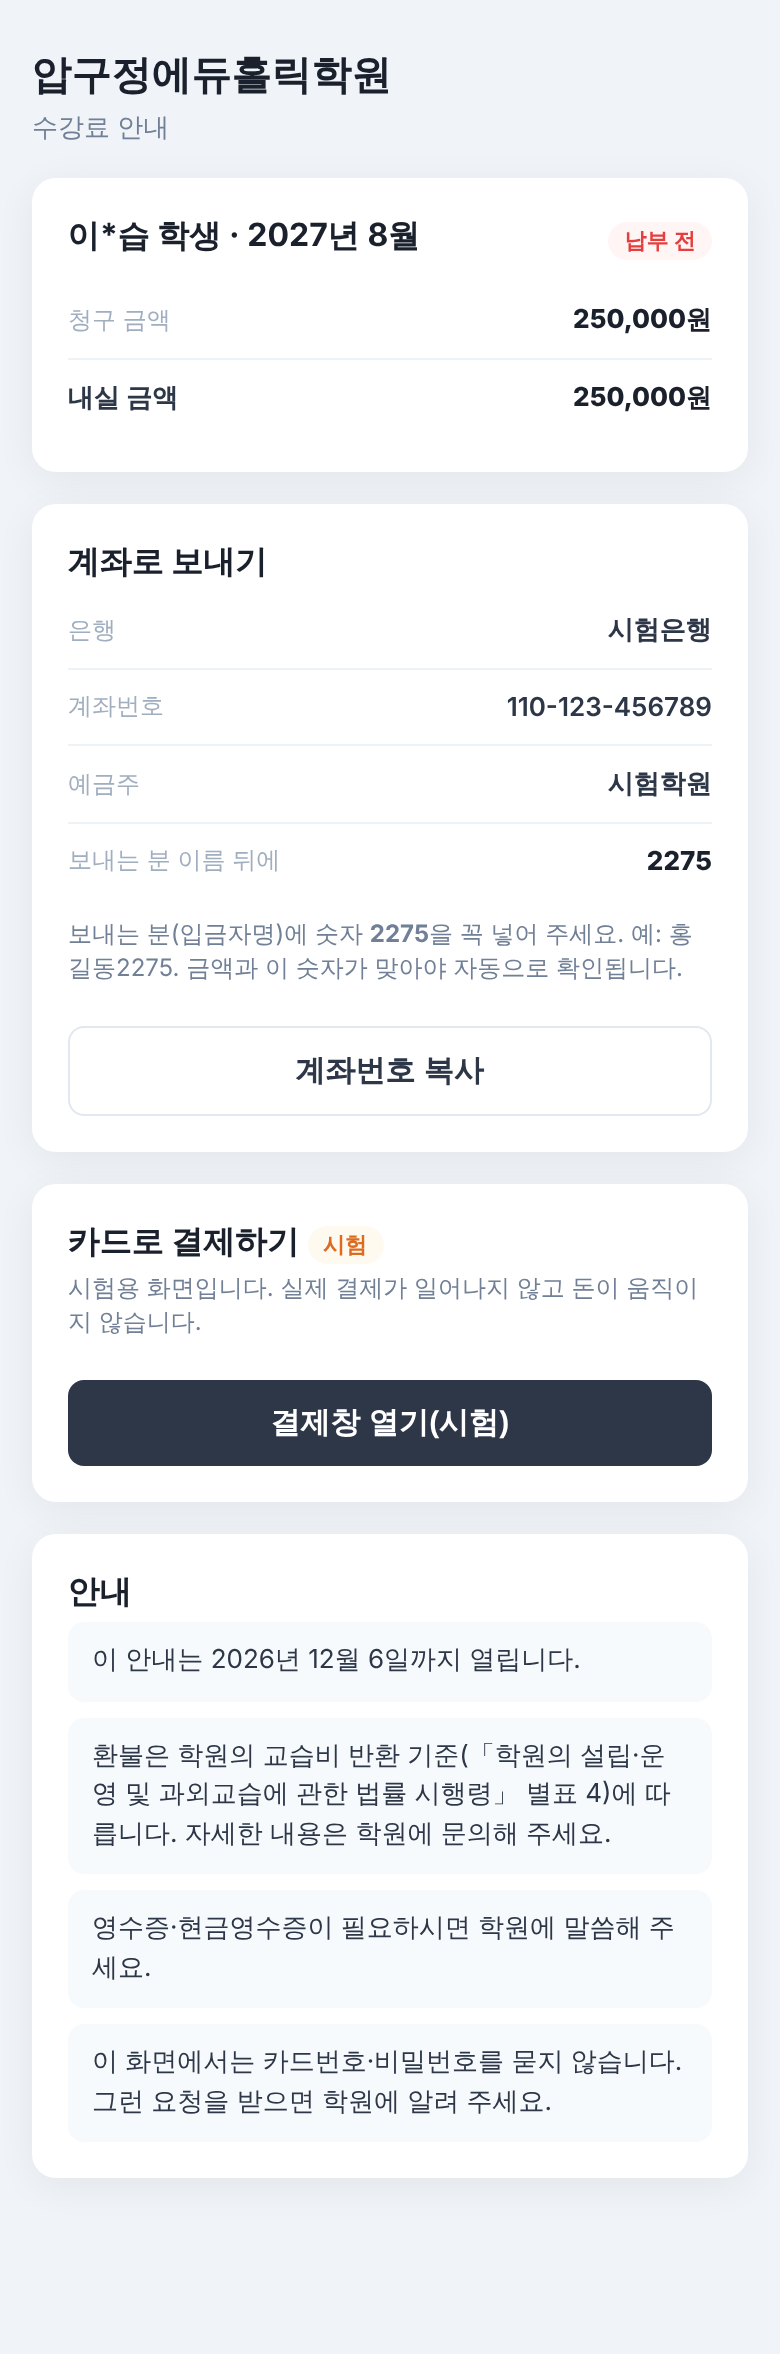 압구정에듀홀릭학원
수강료 안내
이*습 학생 · 2027년 8월
납부 전
청구 금액
250,000원
내실 금액
250,000원
계좌로 보내기
은행
시험은행
계좌번호
110-123-456789
예금주
시험학원
보내는 분 이름 뒤에
2275
보내는 분(입금자명)에 숫자 2275을 꼭 넣어 주세요. 예: 홍
길동2275. 금액과 이 숫자가 맞아야 자동으로 확인됩니다.
계좌번호 복사
카드로 결제하기
시험
시험용 화면입니다. 실제 결제가 일어나지 않고 돈이 움직이
지 않습니다.
결제창 열기(시험)
안내
이 안내는 2026년 12월 6일까지 열립니다.
환불은 학원의 교습비 반환 기준(「학원의 설립·운
영 및 과외교습에 관한 법률 시행령」 별표 4)에 따
릅니다. 자세한 내용은 학원에 문의해 주세요.
영수증·현금영수증이 필요하시면 학원에 말씀해 주
세요.
이 화면에서는 카드번호·비밀번호를 묻지 않습니다.
그런 요청을 받으면 학원에 알려 주세요.